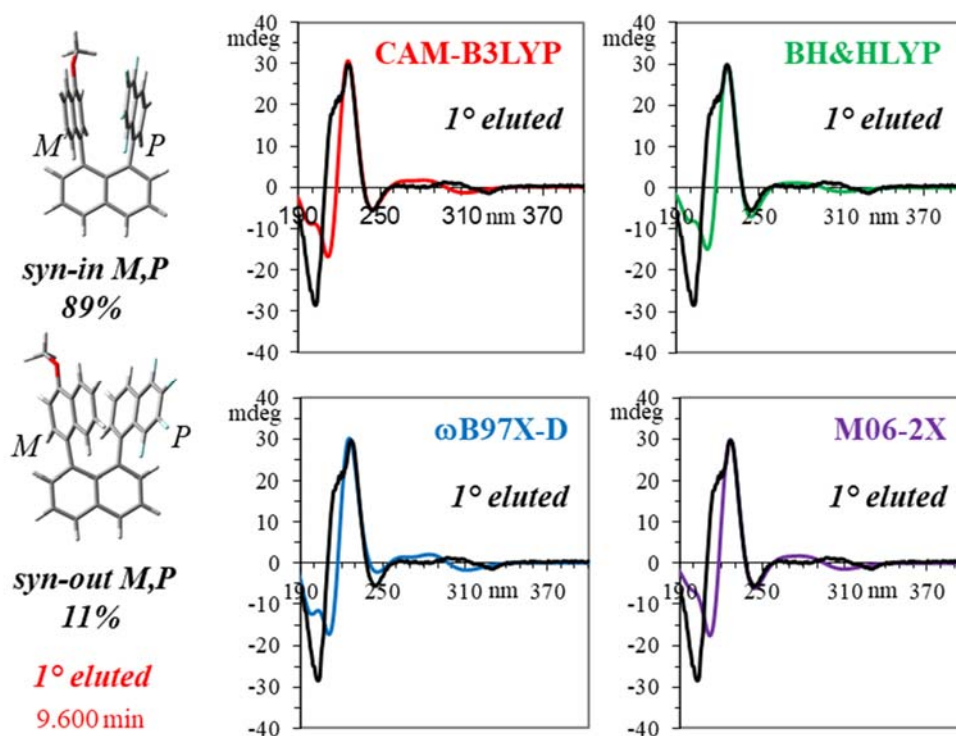 M
P
syn-in M,P
89%
M
P
syn-out M,P
11%
1° eluted
9.600 min
mdeg
40
30
20
10
0
-10
-20
-30
-40
190
250
310 nm 370
CAM-B3LYP
1° eluted
mdeg
40
30
20
10
0
-10
-20
-30
-40
190
250
310 nm 370
BH&HLYP
1° eluted
mdeg
40
30
20
10
0
-10
-20
-30
-40
190
250
310 nm 370
ωB97X-D
1° eluted
mdeg
40
30
20
10
0
-10
-20
-30
-40
190
250
310 nm 370
M06-2X
1° eluted